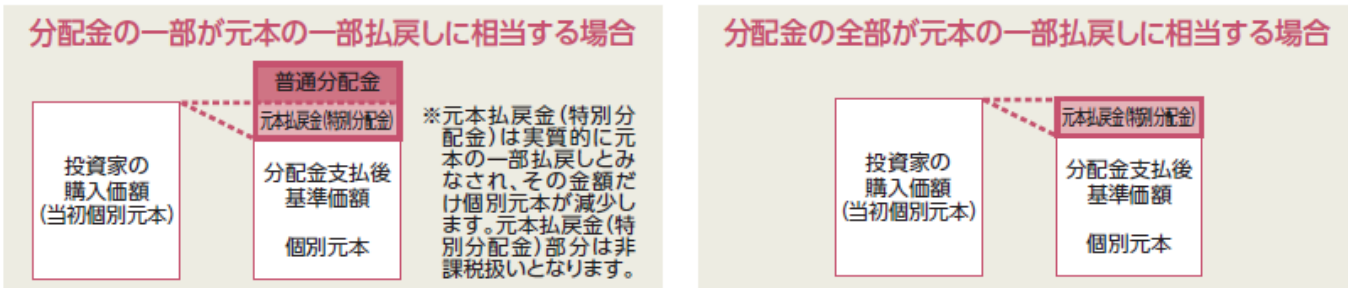 分配金の一部が元本の一部払戻しに相当する場合
投資家の
購入価額
(当初個別元本)
普通分配金
元本払戻金(特別分配金)
分配金支払後
基準価額
個別元本
※元本払戻金(特別分
配金)は実質的に元
本の一部払戻しとみ
なされ、その金額だ
け個別元本が減少し
ます。元本払戻金(特
別分配金)部分は非
課税扱いとなります。
分配金の全部が元本の一部払戻しに相当する場合
投資家の
購入価額
(当初個別元本)
元本払戻金(特別分配金)
分配金支払後
基準価額
個別元本